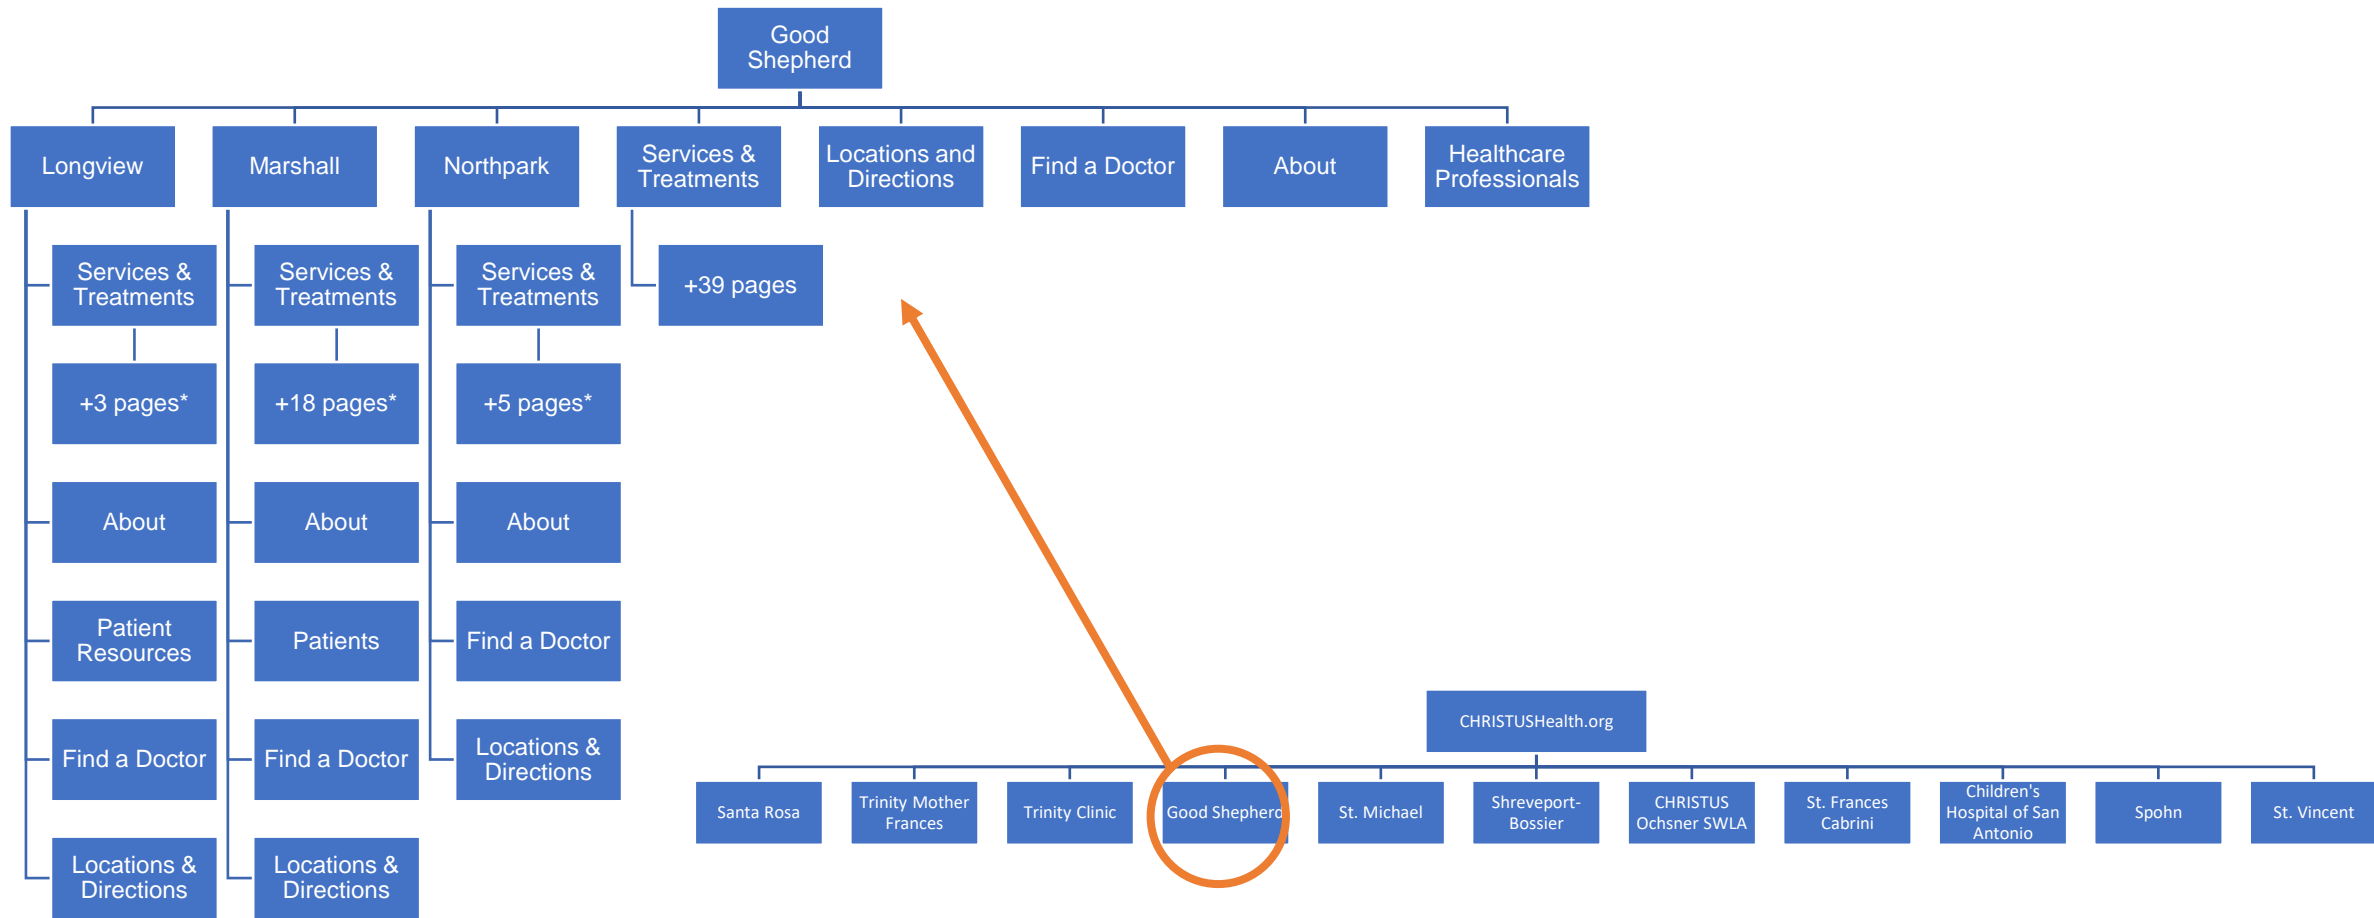 Good
Shepherd
Longview
Marshall
Northpark
Services &
Treatments
Locations and
Directions
Find a Doctor
About
Healthcare
Professionals
Services &
Treatments
Services &
Treatments
Services &
Treatments
+39 pages
+3 pages*
+18 pages*
+5 pages*
About
About
About
Patient
Resources
Patients
Find a Doctor
Find a Doctor
Find a Doctor
Locations &
Directions
Locations &
Directions
Locations &
Directions
CHRISTUSHealth.org
Santa Rosa
Trinity Mother
Frances
Trinity Clinic
Good Shepherd
St. Michael
Shreveport-
Bossier
CHRISTUS
Ochsner SWLA
St. Frances
Cabrini
Children's
Hospital of San
Antonio
Spohn
St. Vincent